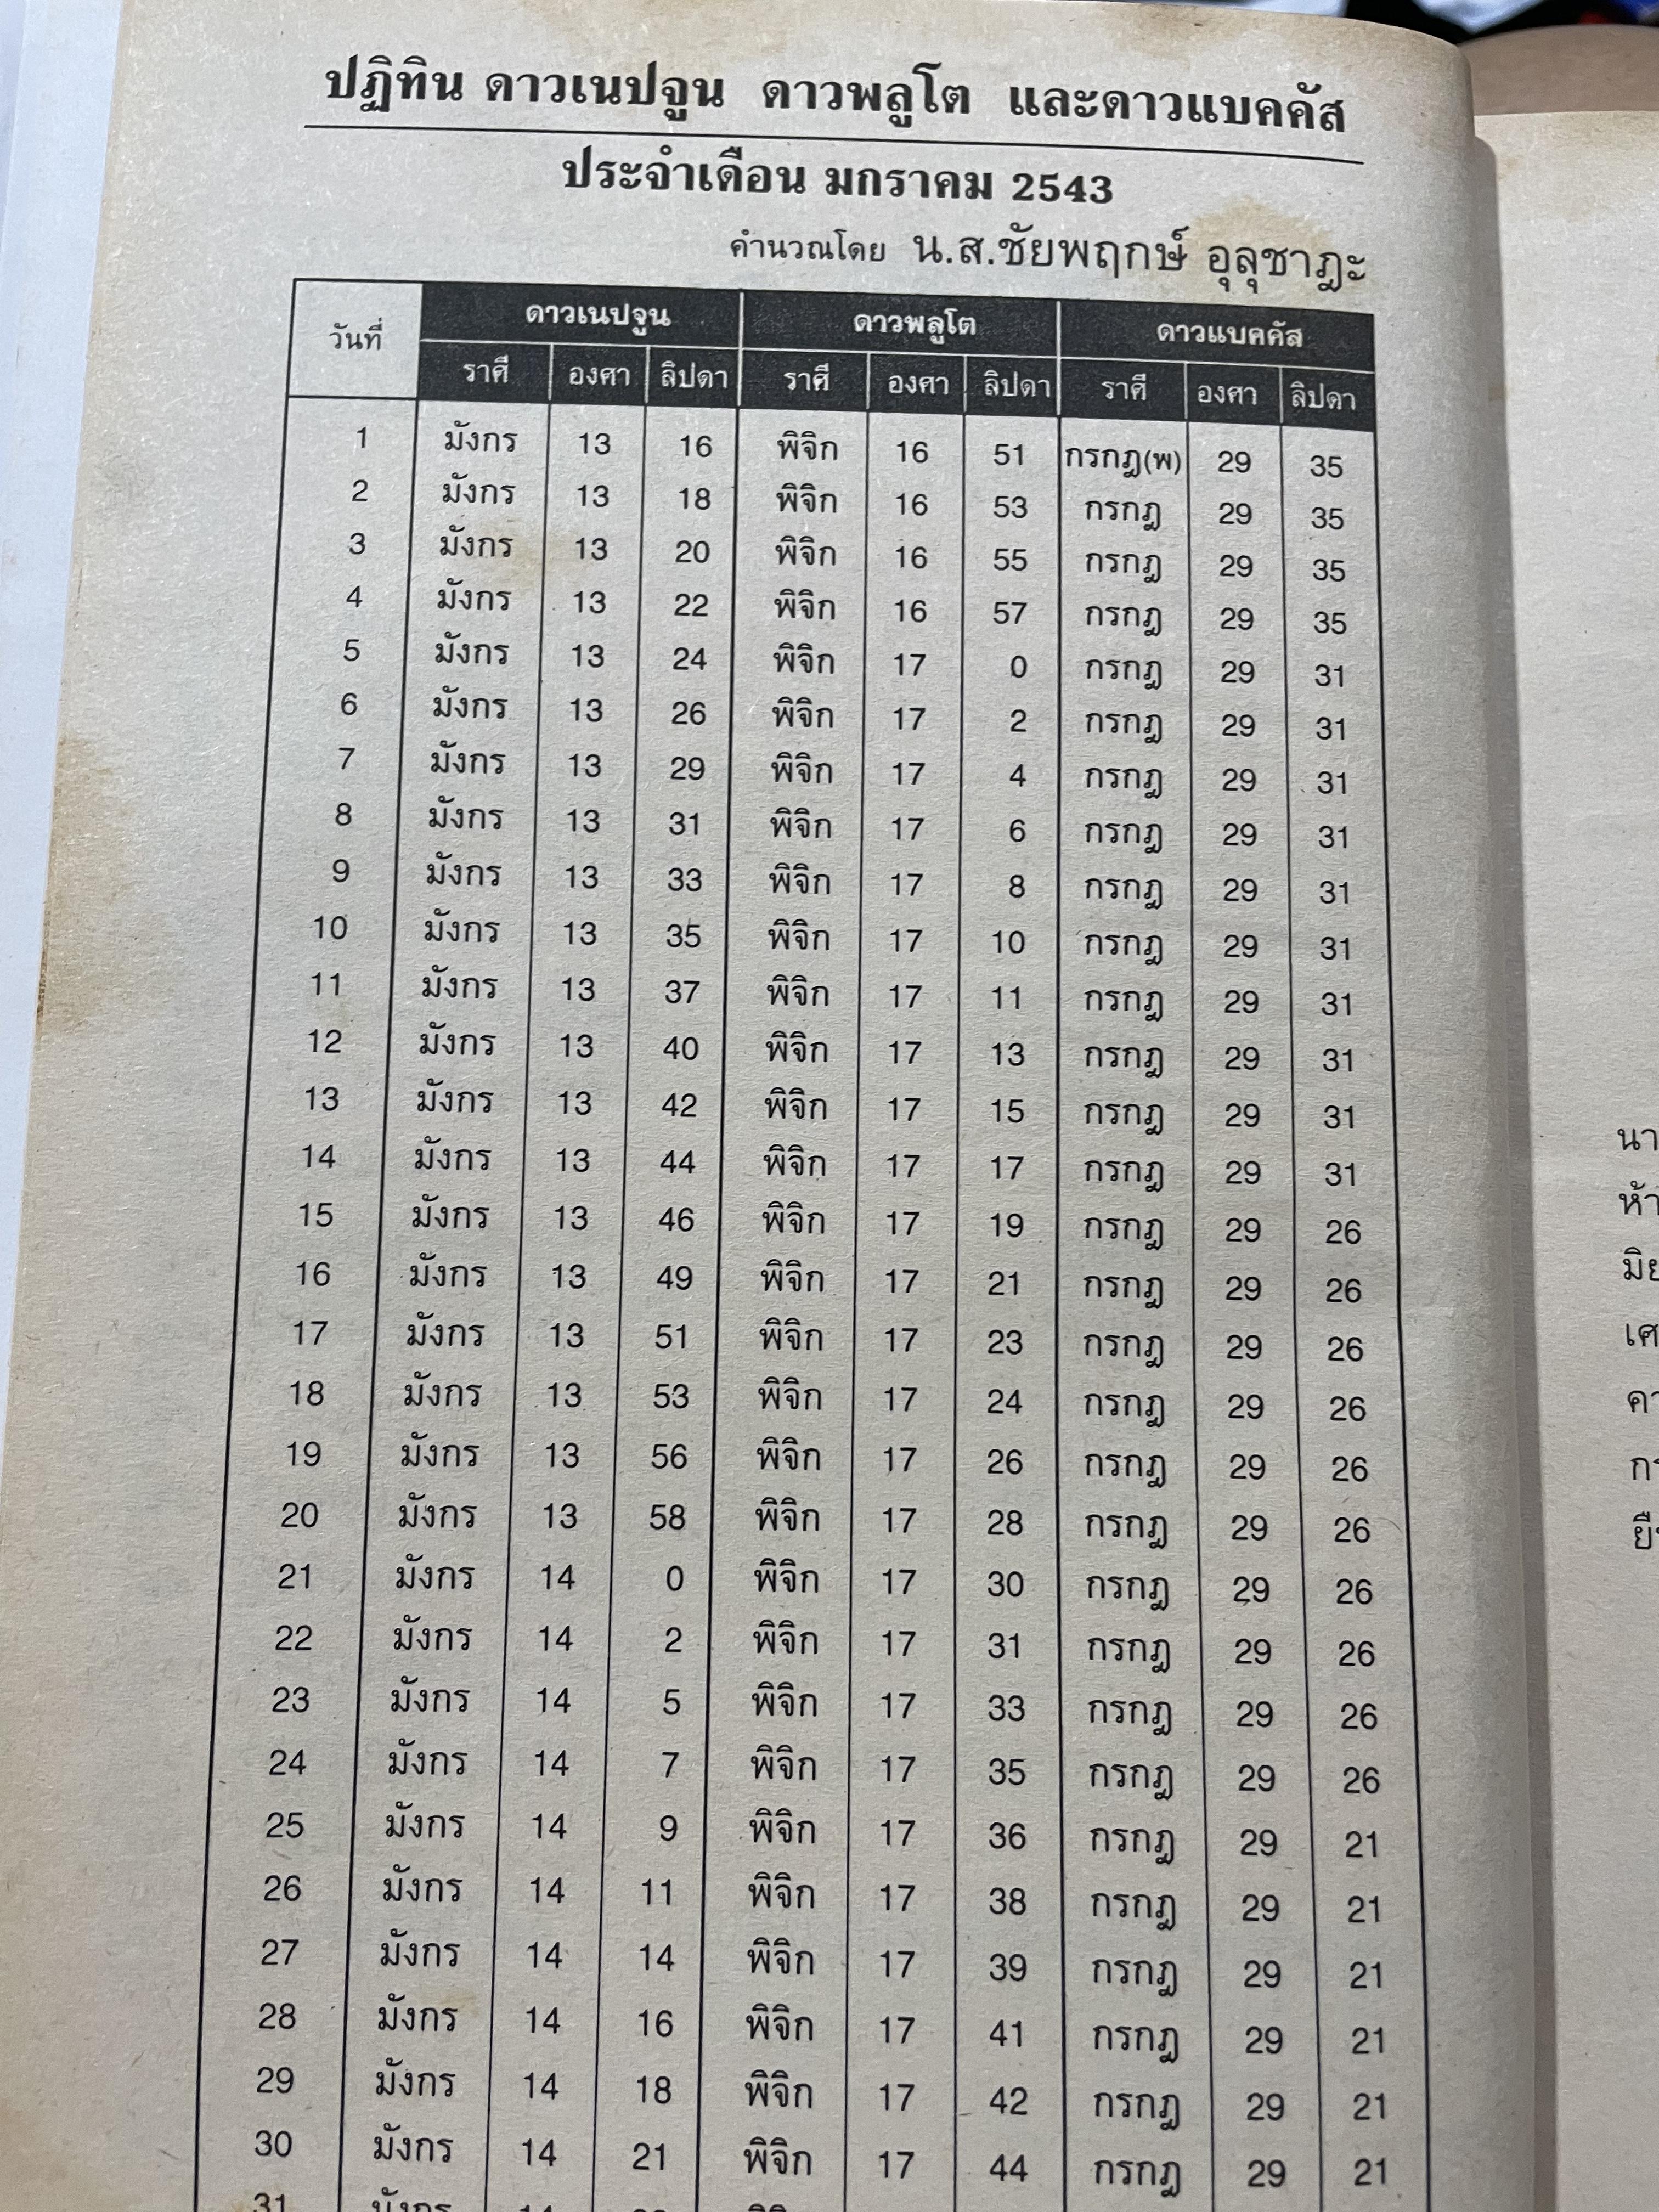 ปฏิทิน ดาวเนปจูน ดาวพลูโต และดาวแบคคัส
ประจำเดือน มกราคม 2543
คำนวณโดย น.ส.ชัยพฤกษ์ อุลุชาฎะ
วันที่ ดาวเนปจูน ดาวพลูโต ดาวแบคคัส
ราศี องศา ลิปดา ราศี องศา ลิปดา ราศี องศา ลิปดา
1 มังกร 13 16 พิจิก 16 51 กรกฎ(พ) 29 35
2 มังกร 13 18 พิจิก 16 53 กรกฎ 29 35
3 มังกร 13 20 พิจิก 16 55 กรกฎ 29 35
4 มังกร 13 22 พิจิก 16 57 กรกฎ 29 35
5 มังกร 13 24 พิจิก 17 0 กรกฎ 29 31
6 มังกร 13 26 พิจิก 17 2 กรกฎ 29 31
7 มังกร 13 29 พิจิก 17 4 กรกฎ 29 31
8 มังกร 13 31 พิจิก 17 6 กรกฎ 29 31
9 มังกร 13 33 พิจิก 17 8 กรกฎ 29 31
10 มังกร 13 35 พิจิก 17 10 กรกฎ 29 31
11 มังกร 13 37 พิจิก 17 11 กรกฎ 29 31
12 มังกร 13 40 พิจิก 17 13 กรกฎ 29 31
13 มังกร 13 42 พิจิก 17 15 กรกฎ 29 31
14 มังกร 13 44 พิจิก 17 17 กรกฎ 29 31
15 มังกร 13 46 พิจิก 17 19 กรกฎ 29 26
16 มังกร 13 49 พิจิก 17 21 กรกฎ 29 26
17 มังกร 13 51 พิจิก 17 23 กรกฎ 29 26
18 มังกร 13 53 พิจิก 17 24 กรกฎ 29 26
19 มังกร 13 56 พิจิก 17 26 กรกฎ 29 26
20 มังกร 13 58 พิจิก 17 28 กรกฎ 29 26
21 มังกร 14 0 พิจิก 17 30 กรกฎ 29 26
22 มังกร 14 2 พิจิก 17 31 กรกฎ 29 26
23 มังกร 14 5 พิจิก 17 33 กรกฎ 29 26
24 มังกร 14 7 พิจิก 17 35 กรกฎ 29 26
25 มังกร 14 9 พิจิก 17 36 กรกฎ 29 21
26 มังกร 14 11 พิจิก 17 38 กรกฎ 29 21
27 มังกร 14 14 พิจิก 17 39 กรกฎ 29 21
28 มังกร 14 16 พิจิก 17 41 กรกฎ 29 21
29 มังกร 14 18 พิจิก 17 42 กรกฎ 29 21
30 มังกร 14 21 พิจิก 17 44 กรกฎ 29 21
31 มังกร